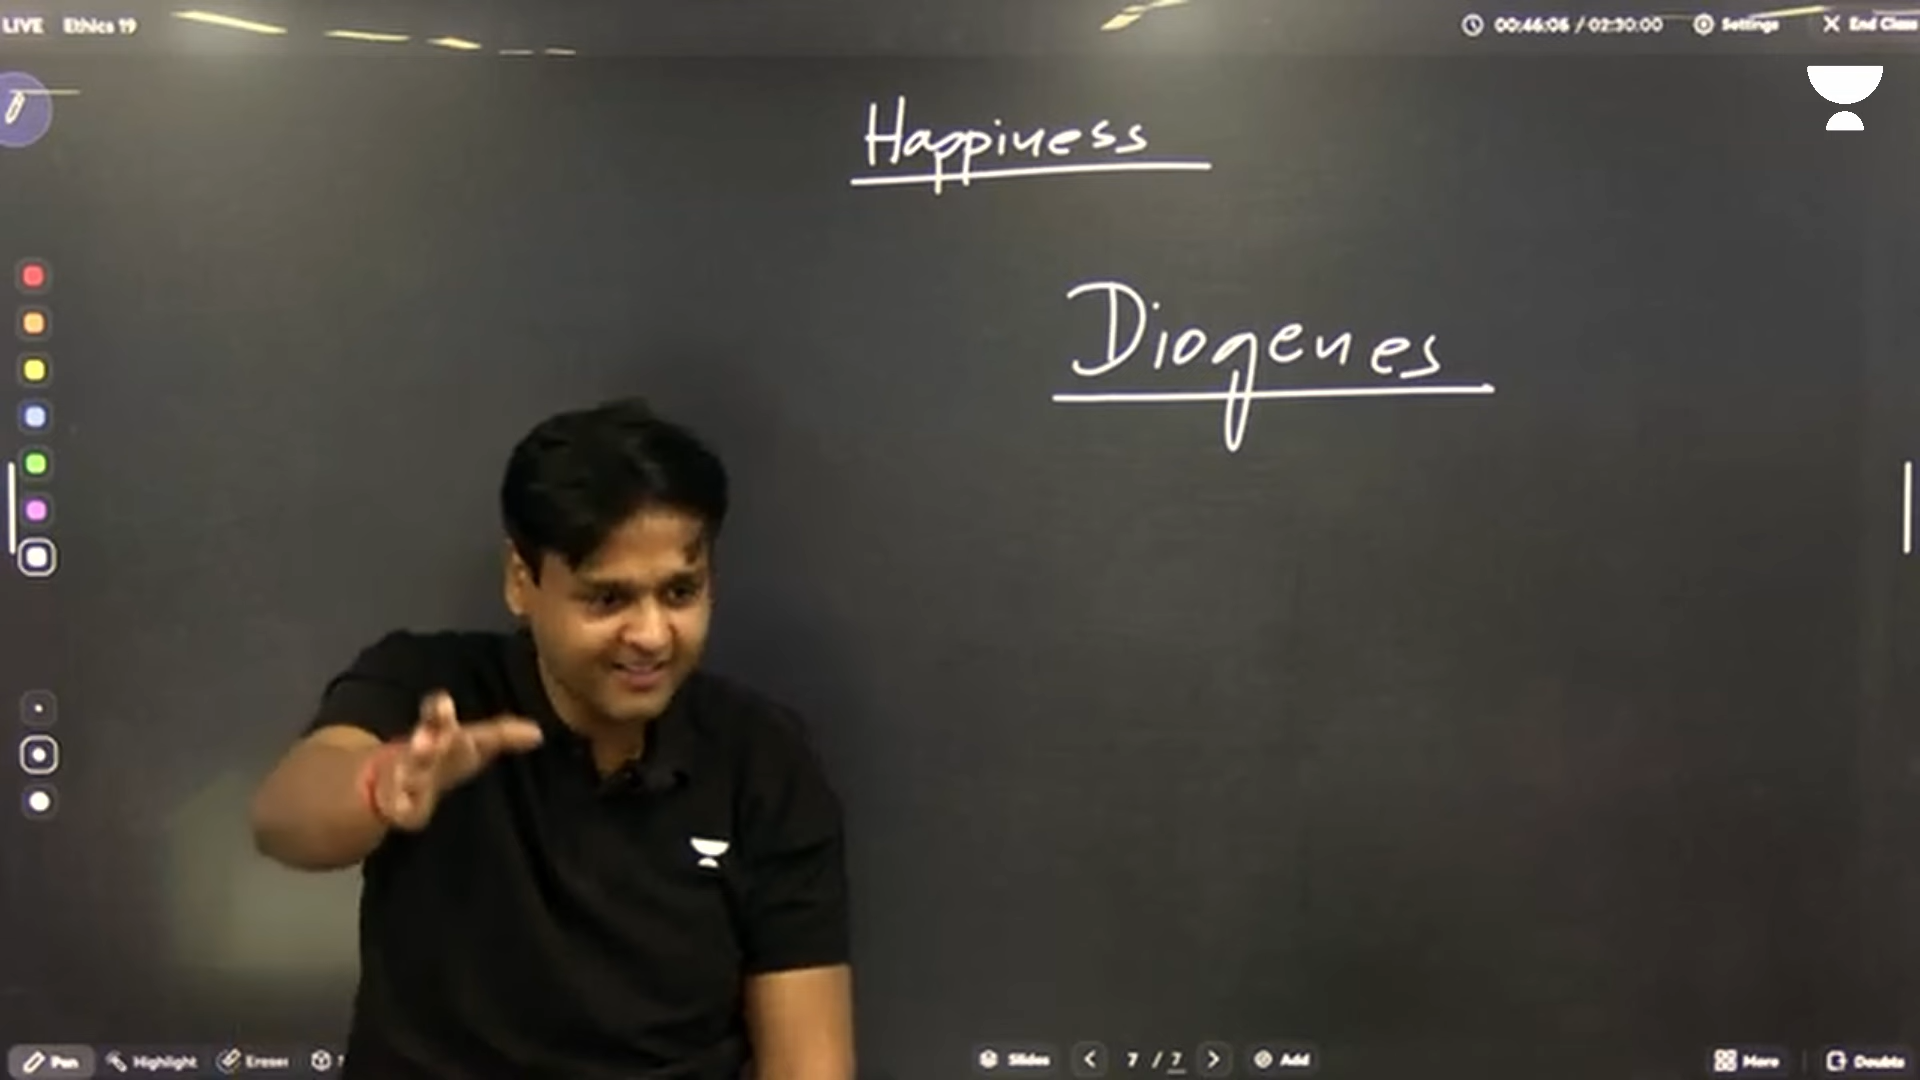 LIVE Ethics 19
00:46:06 / 02:30:00 Settings X End Class
Happiness
Diogenes
Pen Highlight Eraser
Slides < 7 / 7 > Add
More Doubts